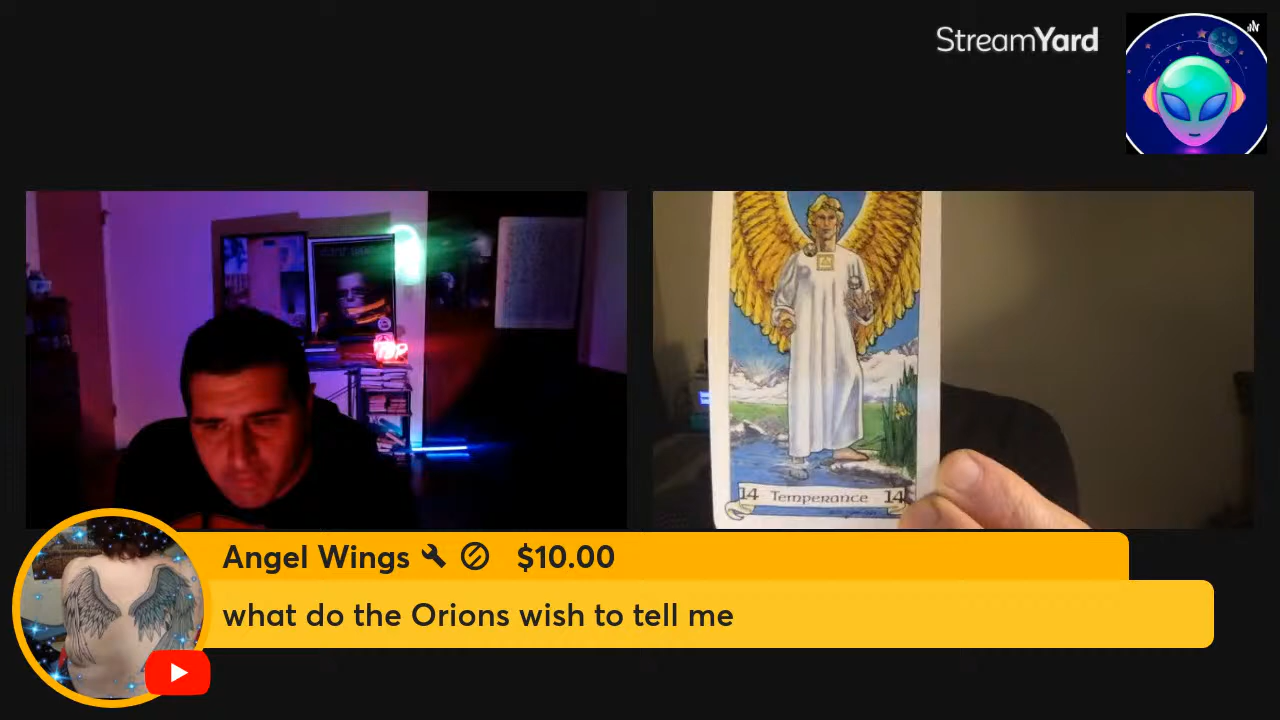 StreamYard
14 Temperance 14
Angel Wings $10.00
what do the Orions wish to tell me